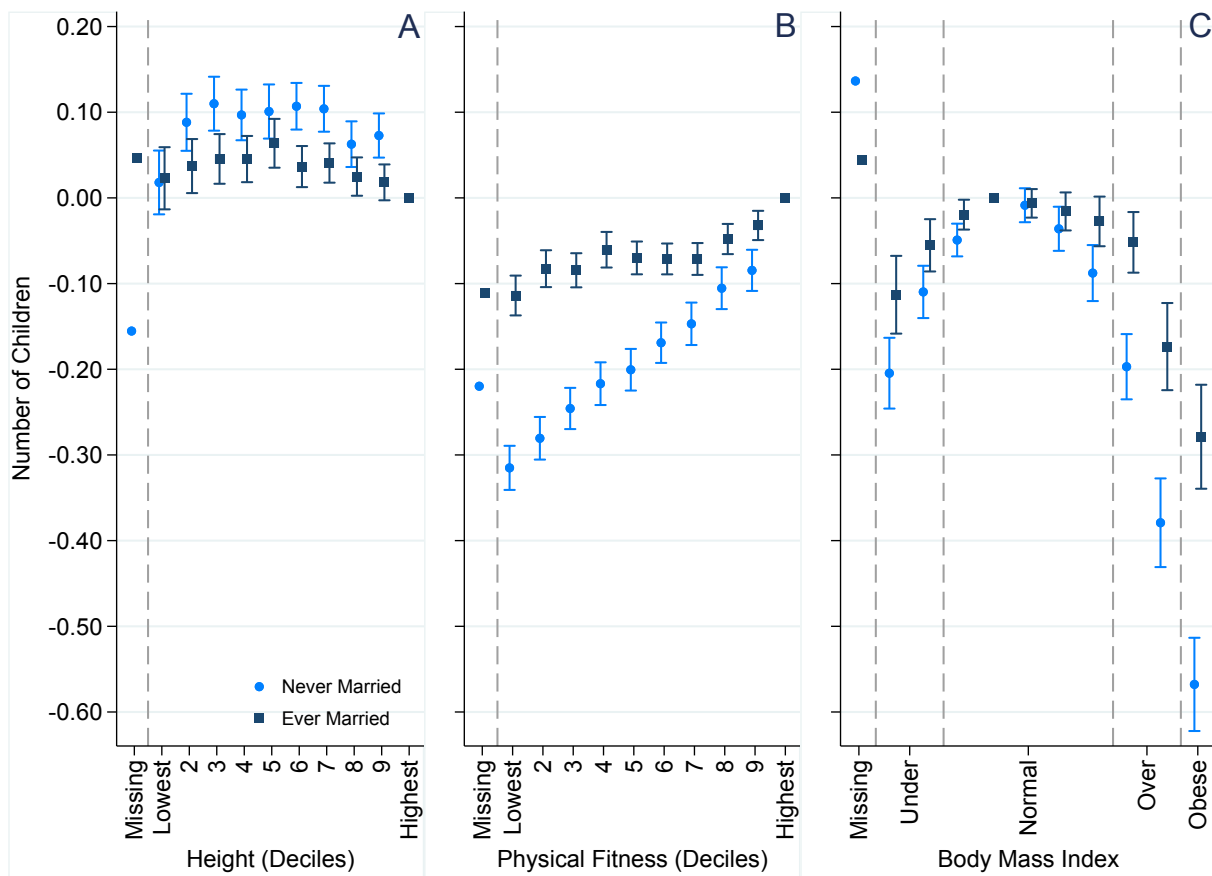 A
B
C
Number of Children
0.20
0.10
0.00
-0.10
-0.20
-0.30
-0.40
-0.50
-0.60
Never Married
Ever Married
Missing
Lowest
2
3
4
5
6
7
8
9
Highest
Height (Deciles)
Missing
Lowest
2
3
4
5
6
7
8
9
Highest
Physical Fitness (Deciles)
Missing
Under
Normal
Over
Obese
Body Mass Index